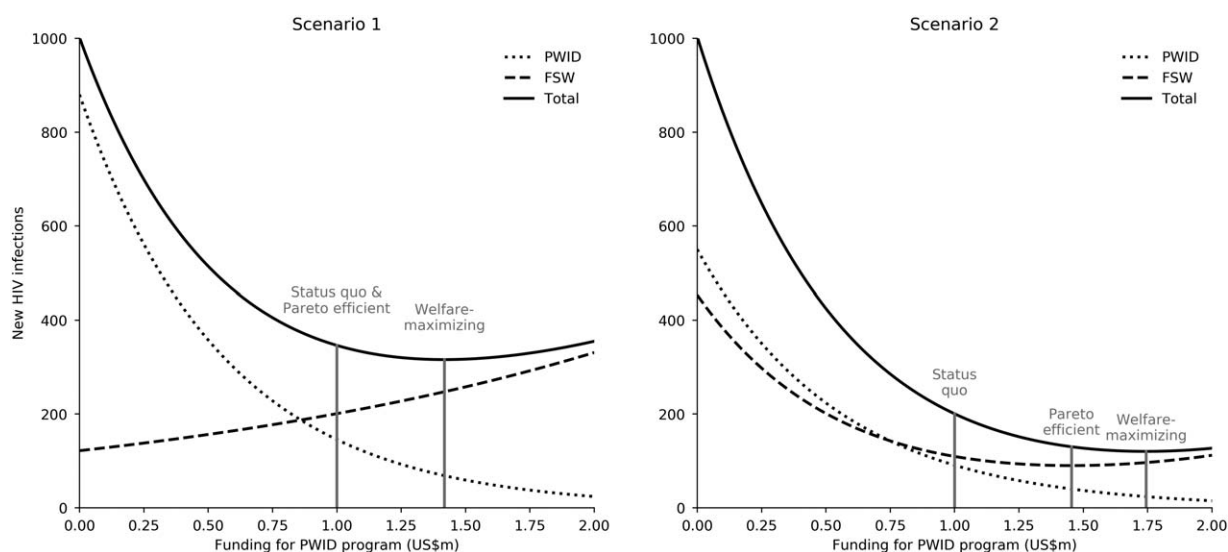 Scenario 1
1000
800
600
400
200
0
New HIV infections
PWID
FSW
Total
Status quo &
Pareto efficient
Welfare-
maximizing
0.00 0.25 0.50 0.75 1.00 1.25 1.50 1.75 2.00
Funding for PWID program (US$m)
Scenario 2
1000
800
600
400
200
0
PWID
FSW
Total
Status
quo
Pareto
efficient
Welfare-
maximizing
0.00 0.25 0.50 0.75 1.00 1.25 1.50 1.75 2.00
Funding for PWID program (US$m)